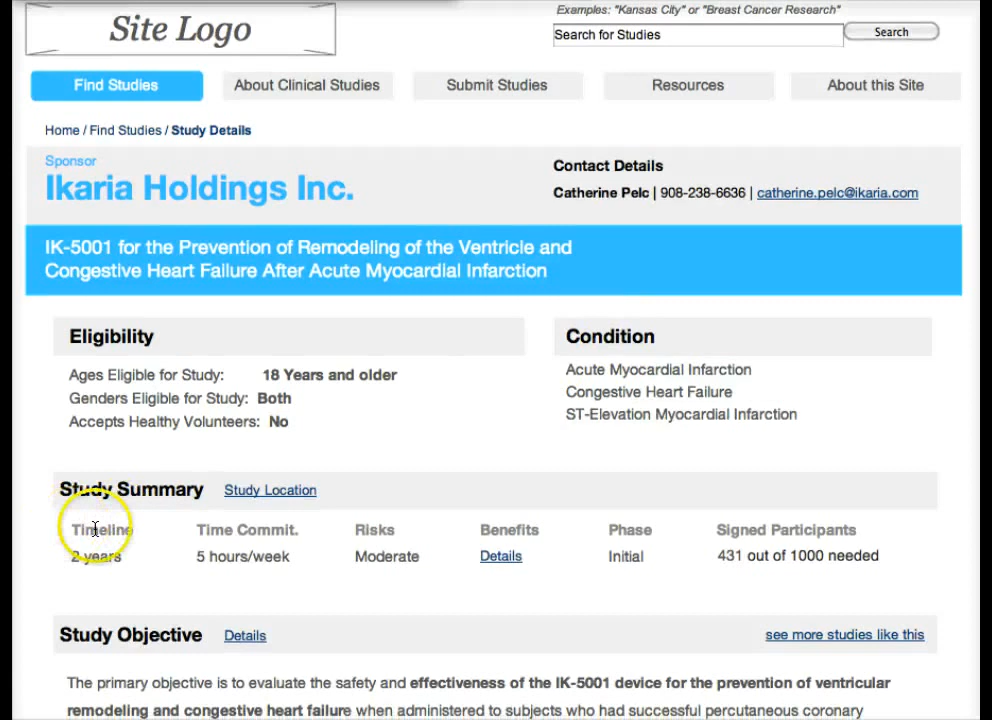 Site Logo
Examples: "Kansas City" or "Breast Cancer Research"
Search for Studies
Search
Find Studies
About Clinical Studies
Submit Studies
Resources
About this Site
Home / Find Studies / Study Details
Sponsor
Ikaria Holdings Inc.
Contact Details
Catherine Pelc | 908-238-6636 | catherine.pelc@ikaria.com
IK-5001 for the Prevention of Remodeling of the Ventricle and
Congestive Heart Failure After Acute Myocardial Infarction
Eligibility
Ages Eligible for Study: 18 Years and older
Genders Eligible for Study: Both
Accepts Healthy Volunteers: No
Condition
Acute Myocardial Infarction
Congestive Heart Failure
ST-Elevation Myocardial Infarction
Study Summary Study Location
Timeline Time Commit. Risks Benefits Phase Signed Participants
2 years 5 hours/week Moderate Details Initial 431 out of 1000 needed
Study Objective Details see more studies like this
The primary objective is to evaluate the safety and effectiveness of the IK-5001 device for the prevention of ventricular
remodeling and congestive heart failure when administered to subjects who had successful percutaneous coronary